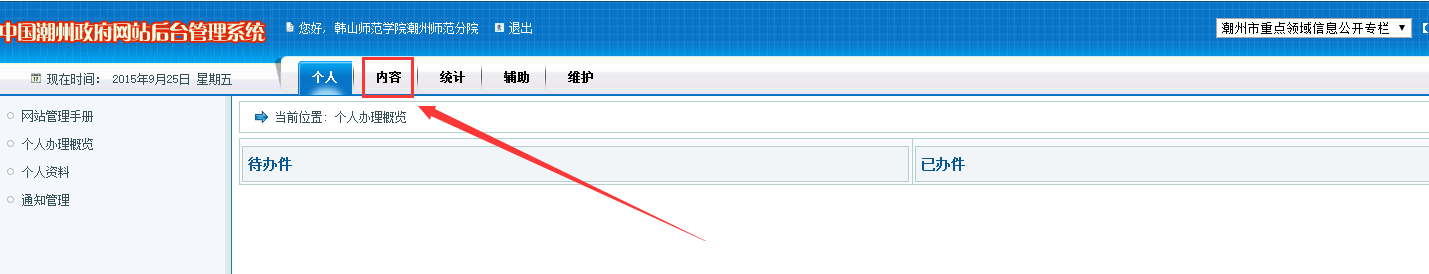 中国潮州政府网站后台管理系统
您好，韩山师范学院潮州师范分院 退出
潮州市重点领域信息公开专栏
现在时间： 2015年9月25日 星期五
个人 内容 统计 辅助 维护
网站管理手册
个人办理概览
个人资料
通知管理
当前位置：个人办理概览
待办件
已办件